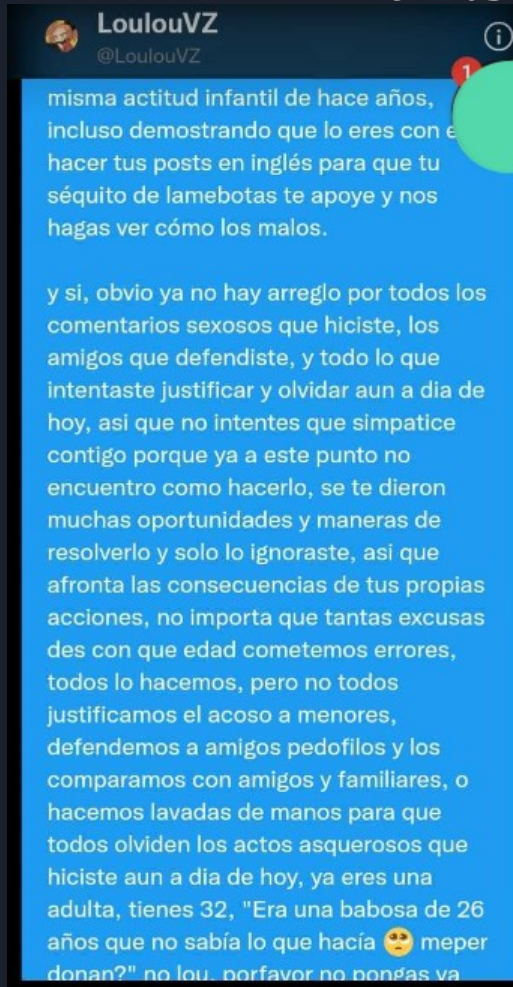 LoulouVZ
@LoulouVZ
1
misma actitud infantil de hace años,
incluso demostrando que lo eres con
hacer tus posts en inglés para que tu
séquito de lamebotas te apoye y nos
hagas ver cómo los malos.
y si, obvio ya no hay arreglo por todos los
comentarios sexosos que hiciste, los
amigos que defendiste, y todo lo que
intentaste justificar y olvidar aun a dia de
hoy, asi que no intentes que simpatice
contigo porque ya a este punto no
encuentro como hacerlo, se te dieron
muchas oportunidades y maneras de
resolverlo y solo lo ignoraste, asi que
afronta las consecuencias de tus propias
acciones, no importa que tantas excusas
des con que edad cometemos errores,
todos lo hacemos, pero no todos
justificamos el acoso a menores,
defendemos a amigos pedofilos y los
comparamos con amigos y familiares, o
hacemos lavadas de manos para que
todos olviden los actos asquerosos que
hiciste aun a dia de hoy, ya eres una
adulta, tienes 32, "Era una babosa de 26
años que no sabía lo que hacía 🥺 meper
donan?" no lou, porfavor no pongas ya